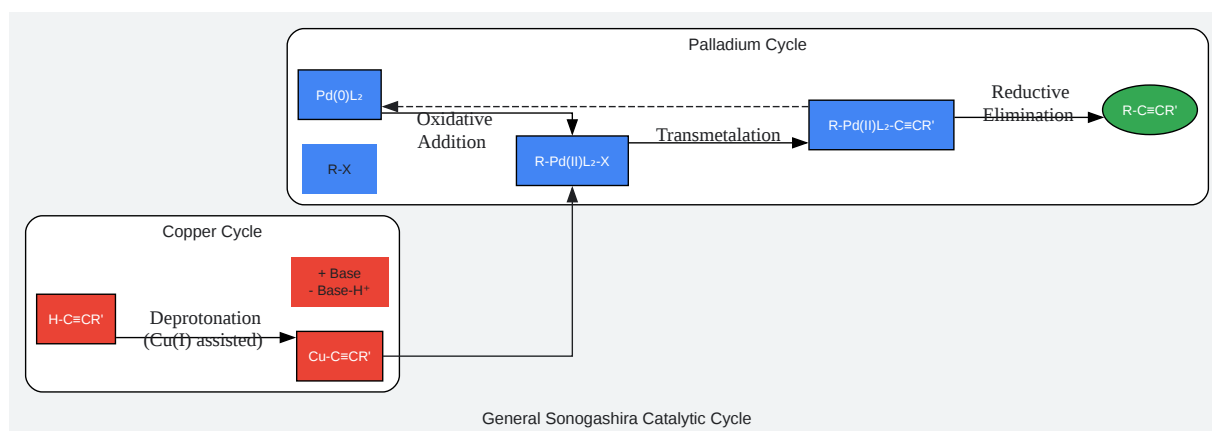 Palladium Cycle
Pd(0)L₂
Oxidative
Addition
R-X
R-Pd(II)L₂-X
Transmetalation
R-Pd(II)L₂-C≡CR'
Reductive
Elimination
R-C≡CR'
Copper Cycle
+ Base
- Base-H⁺
H-C≡CR'
Deprotonation
(Cu(I) assisted)
Cu-C≡CR'
General Sonogashira Catalytic Cycle